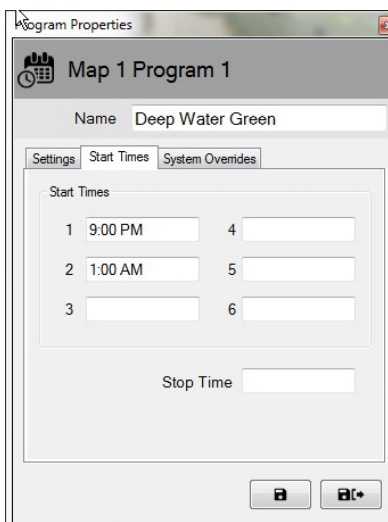 Program Properties
Map 1 Program 1
Name Deep Water Green
Settings Start Times System Overrides
Start Times
1 9:00 PM 4
2 1:00 AM 5
3 6
Stop Time